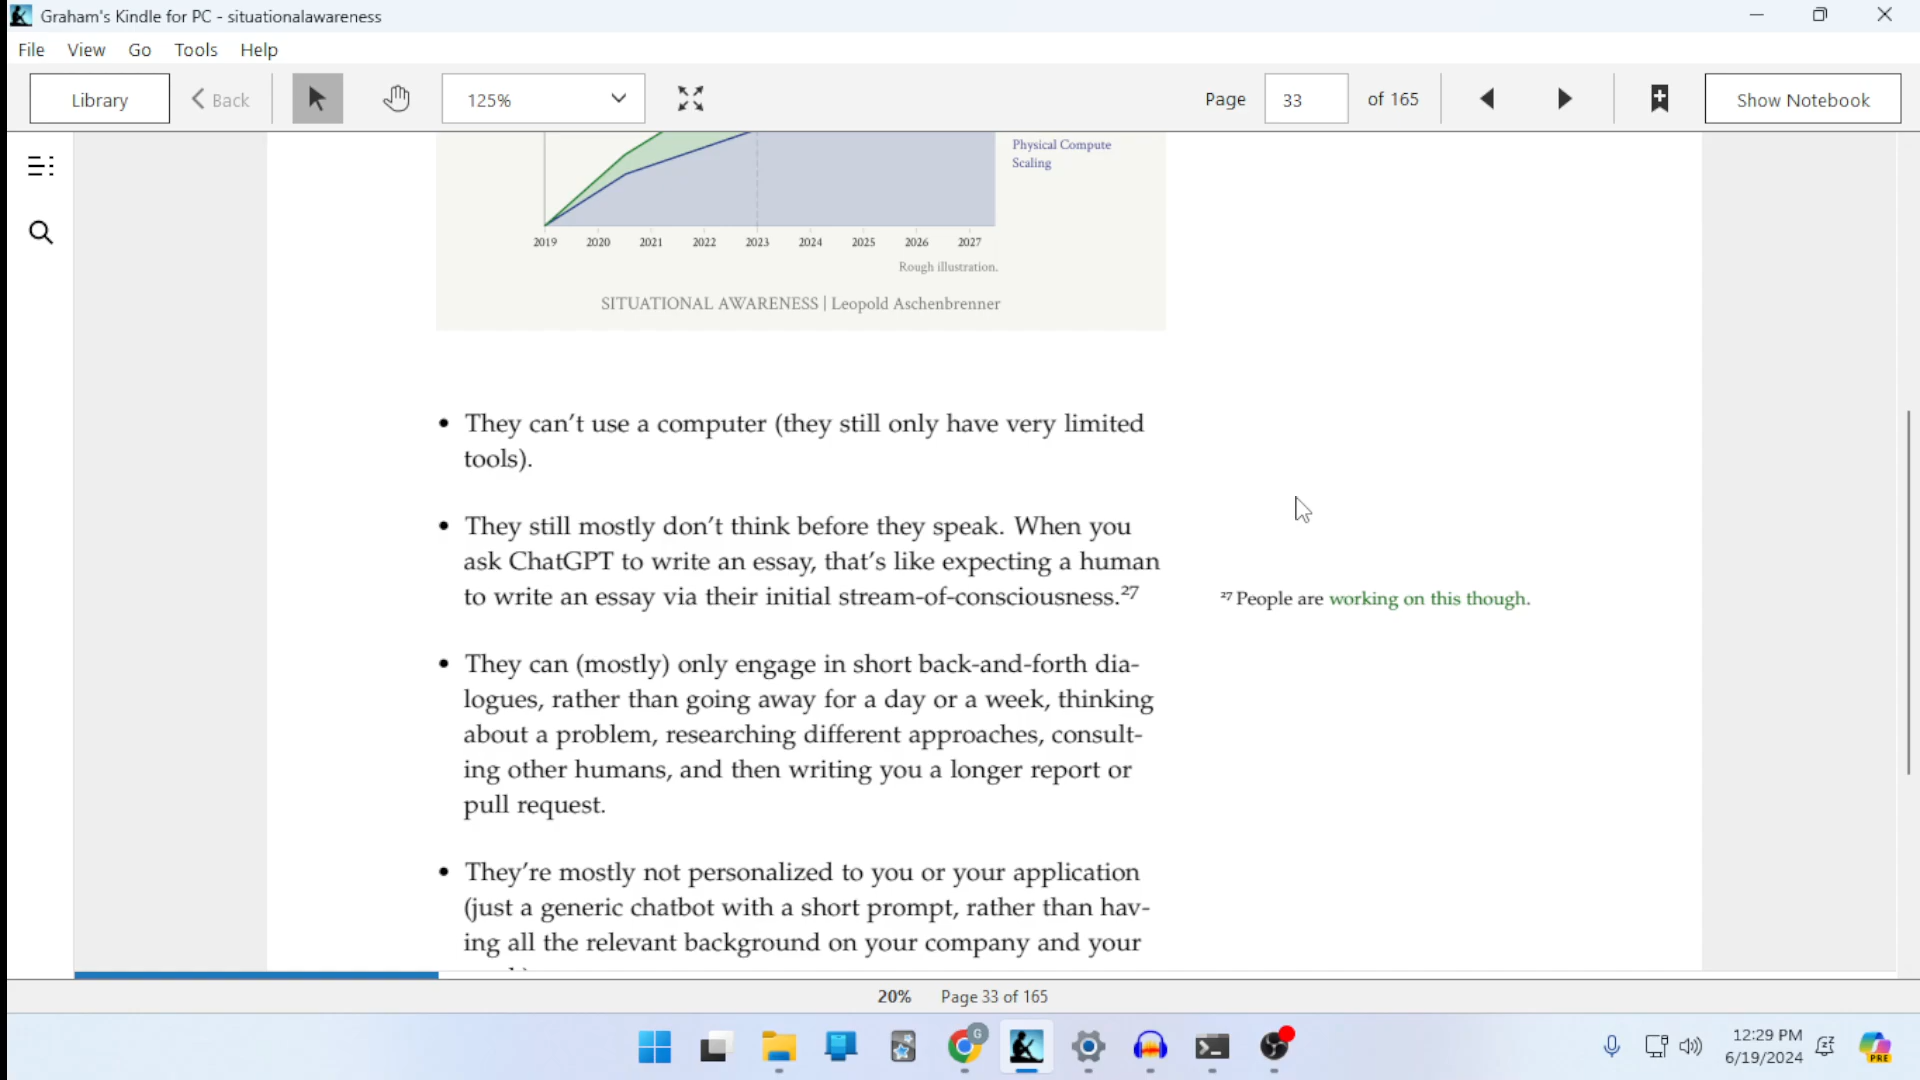 Graham's Kindle for PC - situationalawareness
File View Go Tools Help
Library Back 125% Page 33 of 165 Show Notebook
Physical Compute
Scaling
2019 2020 2021 2022 2023 2024 2025 2026 2027
Rough illustration.
SITUATIONAL AWARENESS | Leopold Aschenbrenner
• They can't use a computer (they still only have very limited
tools).
• They still mostly don't think before they speak. When you
ask ChatGPT to write an essay, that's like expecting a human
to write an essay via their initial stream-of-consciousness.²⁷
²⁷ People are working on this though.
• They can (mostly) only engage in short back-and-forth dia-
logues, rather than going away for a day or a week, thinking
about a problem, researching different approaches, consult-
ing other humans, and then writing you a longer report or
pull request.
• They're mostly not personalized to you or your application
(just a generic chatbot with a short prompt, rather than hav-
ing all the relevant background on your company and your
20% Page 33 of 165
G
12:29 PM
6/19/2024
PRE